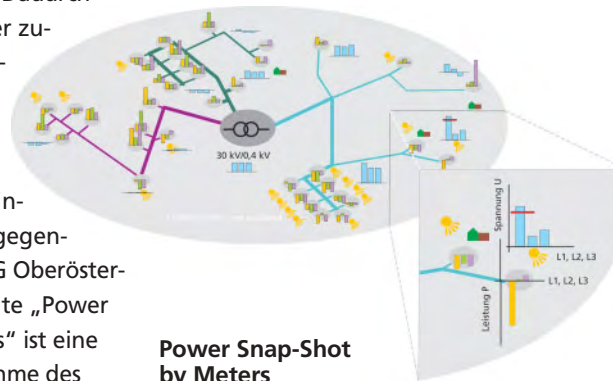 Dadurch
er zu-
-
n-
gegen-
G Oberöster-
te „Power
s“ ist eine
mme des
Power Snap-Shot
by Meters
30 kV/0,4 kV
Spannung U
L1, L2, L3
L1, L2, L3
Leistung P